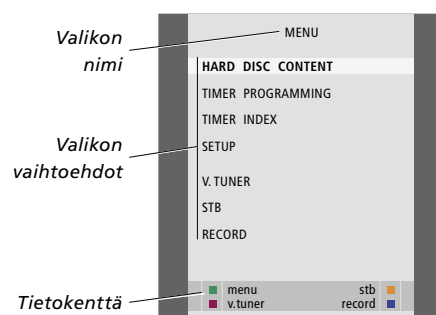 Valikon
nimi
MENU
HARD DISC CONTENT
TIMER PROGRAMMING
TIMER INDEX
SETUP
Valikon
vaihtoehdot
V. TUNER
STB
RECORD
Tietokenttä
menu stb
v.tuner record